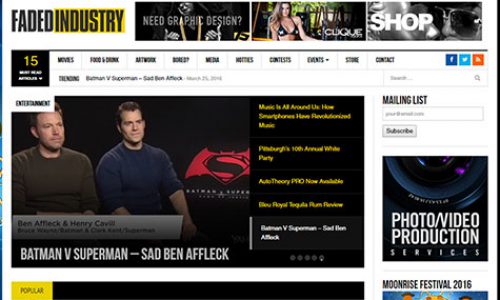 FADEDINDUSTRY
NEED GRAPHIC DESIGN?
CLIQUE
SHOP
15
MUST READ
ARTICLES
MOVIES FOOD & DRINK ARTWORK BORED? MEDIA HOTTIES CONTESTS EVENTS STORE CONTACT
TRENDING Batman V Superman – Sad Ben Affleck - March 25, 2016
Search...
ENTERTAINMENT
Music Is All Around Us: How
Smartphones Have Revolutionized
Music
Pittsburgh's 10th Annual White
Party
AutoTheory PRO Now Available
Bleu Royal Tequila Rum Review
Batman V Superman – Sad Ben
Affleck
BATMAN V SUPERMAN
Ben Affleck & Henry Cavill
Bruce Wayne/Batman & Clark Kent/Superman
BATMAN V SUPERMAN – SAD BEN AFFLECK
MAILING LIST
your@email.com
Subscribe
PHOTO/VIDEO
PRODUCTION
SERVICES
MOONRISE FESTIVAL 2016
POPULAR